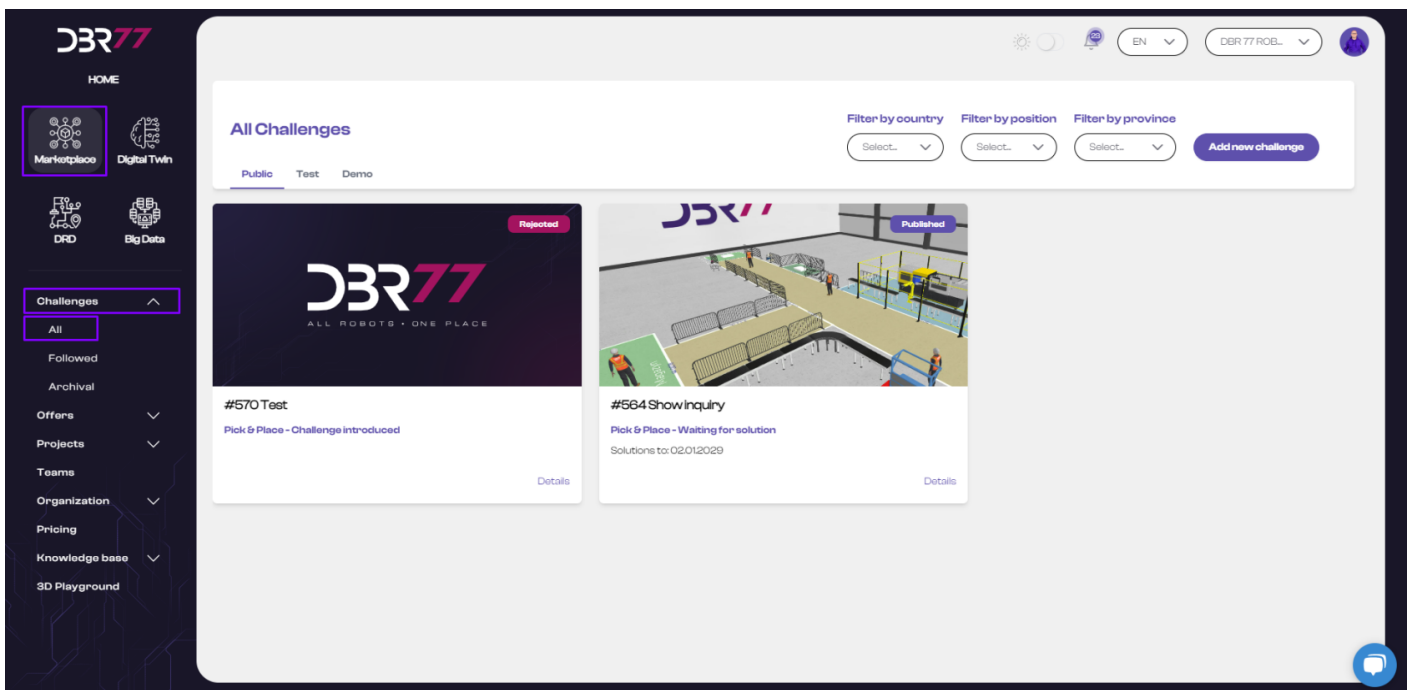 DBR77
HOME
Marketplace
Digital Twin
DRD
Big Data
Challenges
All
Followed
Archival
Offers
Projects
Teams
Organization
Pricing
Knowledge base
3D Playground
23
EN
DBR 77 ROB...
All Challenges
Filter by country
Filter by position
Filter by province
Select...
Select...
Select...
Add new challenge
Public
Test
Demo
Rejected
DBR77
ALL ROBOTS • ONE PLACE
#570 Test
Pick & Place - Challenge introduced
Details
DBR77
Published
#564 Show inquiry
Pick & Place - Waiting for solution
Solutions to: 02.01.2029
Details